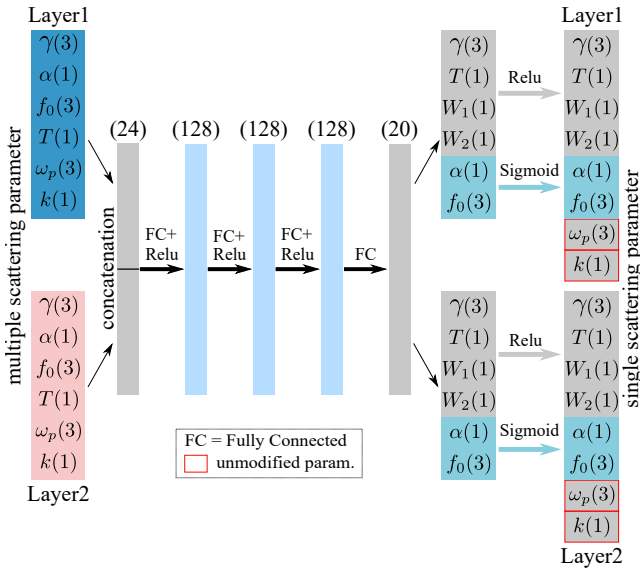 Layer1
γ(3)
α(1)
f₀(3)
T(1)
ωₚ(3)
k(1)
multiple scattering parameter
γ(3)
α(1)
f₀(3)
T(1)
ωₚ(3)
k(1)
Layer2
concatenation
(24)
(128)
(128)
(128)
(20)
FC+
Relu
FC+
Relu
FC+
Relu
FC
γ(3)
T(1)
W₁(1)
W₂(1)
α(1)
f₀(3)
Relu
Sigmoid
Layer1
γ(3)
T(1)
W₁(1)
W₂(1)
α(1)
f₀(3)
ωₚ(3)
k(1)
γ(3)
T(1)
W₁(1)
W₂(1)
α(1)
f₀(3)
Relu
Sigmoid
γ(3)
T(1)
W₁(1)
W₂(1)
α(1)
f₀(3)
ωₚ(3)
k(1)
Layer2
single scattering parameter
FC = Fully Connected
unmodified param.